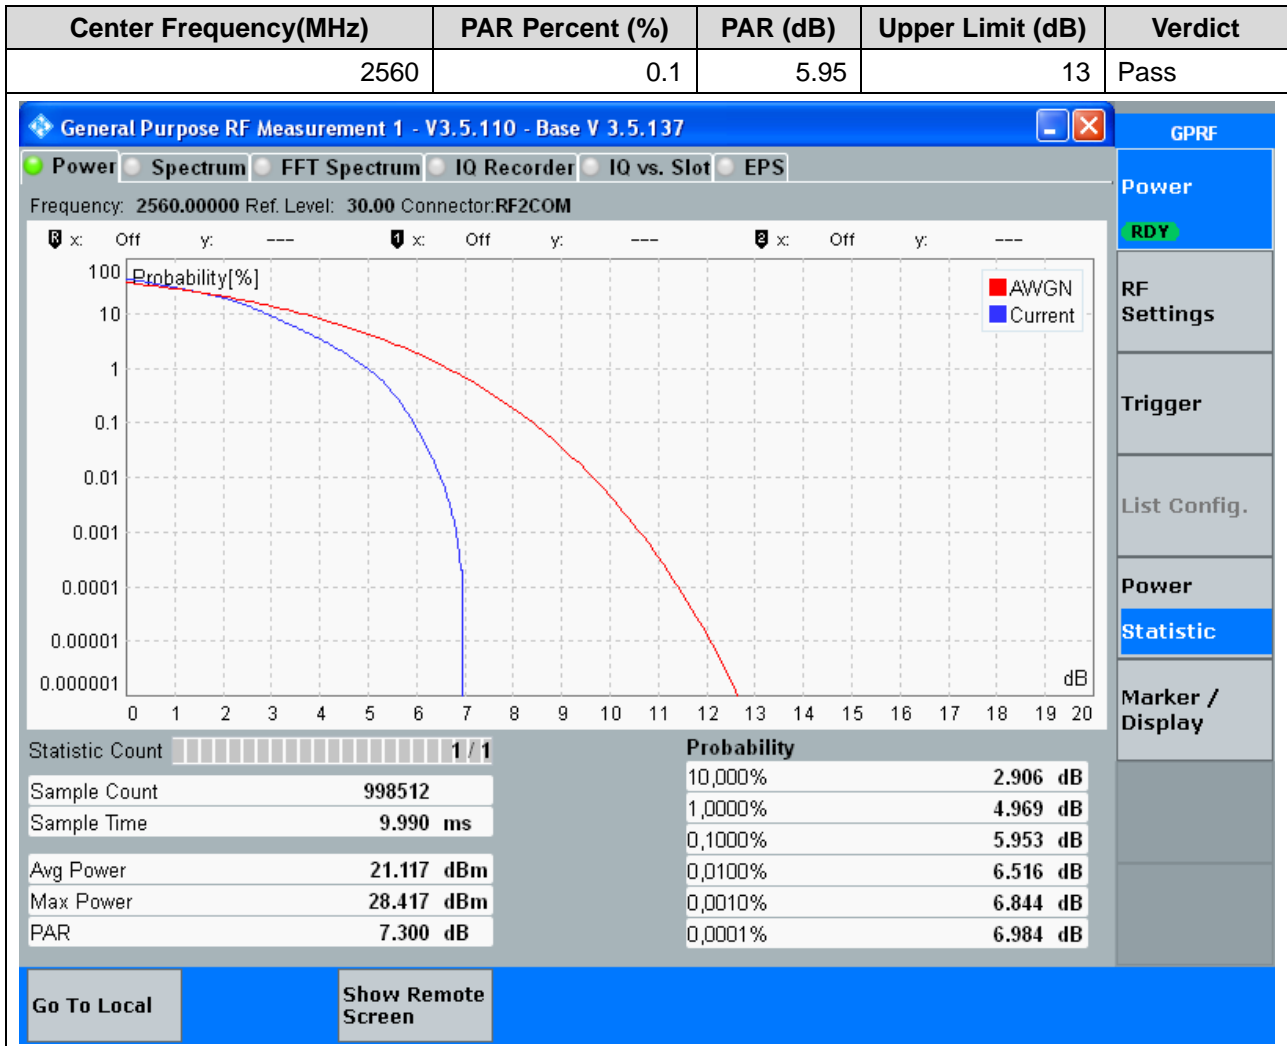 Center Frequency(MHz) PAR Percent (%) PAR (dB) Upper Limit (dB) Verdict
2560 0.1 5.95 13 Pass
General Purpose RF Measurement 1 - V3.5.110 - Base V 3.5.137
GPRF
Power Spectrum FFT Spectrum IQ Recorder IQ vs. Slot EPS
Power
RDY
Frequency: 2560.00000 Ref. Level: 30.00 Connector:RF2COM
R x: Off y: --- 1 x: Off y: --- 2 x: Off y: ---
Probability[%]
AWGN
Current
100
10
1
0.1
0.01
0.001
0.0001
0.00001
0.000001
dB
0 1 2 3 4 5 6 7 8 9 10 11 12 13 14 15 16 17 18 19 20
RF
Settings
Trigger
List Config.
Power
Statistic
Marker /
Display
Statistic Count 1 / 1
Sample Count 998512
Sample Time 9.990 ms
Avg Power 21.117 dBm
Max Power 28.417 dBm
PAR 7.300 dB
Probability
10,000% 2.906 dB
1,0000% 4.969 dB
0,1000% 5.953 dB
0,0100% 6.516 dB
0,0010% 6.844 dB
0,0001% 6.984 dB
Go To Local
Show Remote
Screen